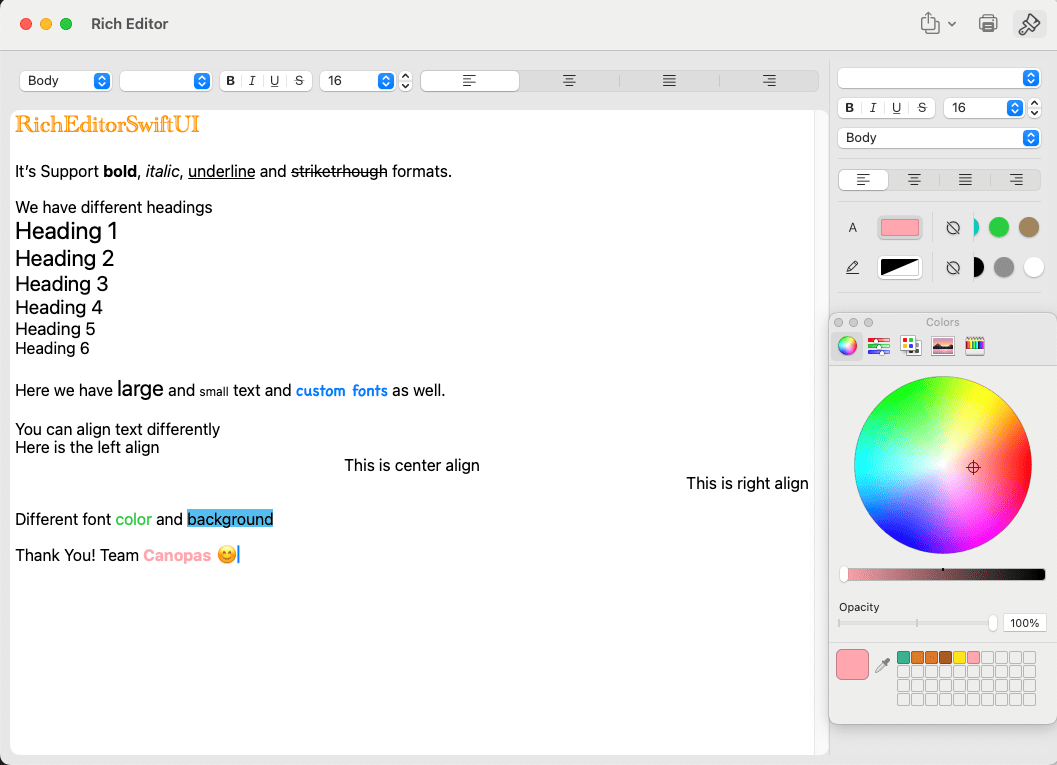 Rich Editor
Body
B I U S
16
RichEditorSwiftUI
It's Support bold, italic, underline and striketrhough formats.
We have different headings
Heading 1
Heading 2
Heading 3
Heading 4
Heading 5
Heading 6
Here we have large and small text and custom fonts as well.
You can align text differently
Here is the left align
This is center align
This is right align
Different font color and background
Thank You! Team Canopas 😊
B I U S
16
Body
A
Colors
Opacity
100%